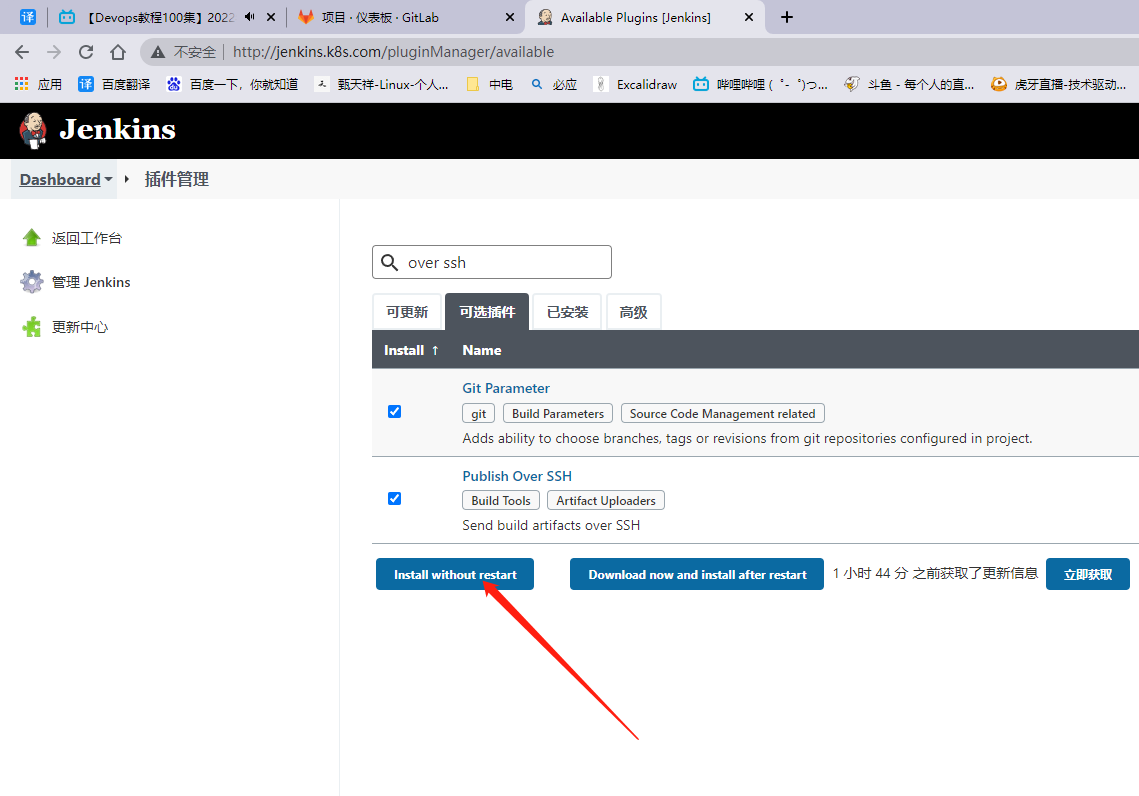 译 【Devops教程100集】2022 项目 · 仪表板 · GitLab Available Plugins [Jenkins]
不安全 http://jenkins.k8s.com/pluginManager/available
应用 译 百度翻译 百度一下，你就知道 甄天祥-Linux-个人... 中电 必应 Excalidraw 哔哩哔哩 ( ゜- ゜)つ... 斗鱼 - 每个人的直... 虎牙直播-技术驱动...
Jenkins
Dashboard 插件管理
返回工作台
管理 Jenkins
更新中心
over ssh
可更新 可选插件 已安装 高级
Install ↑ Name
Git Parameter
git Build Parameters Source Code Management related
Adds ability to choose branches, tags or revisions from git repositories configured in project.
Publish Over SSH
Build Tools Artifact Uploaders
Send build artifacts over SSH
Install without restart Download now and install after restart 1 小时 44 分 之前获取了更新信息 立即获取